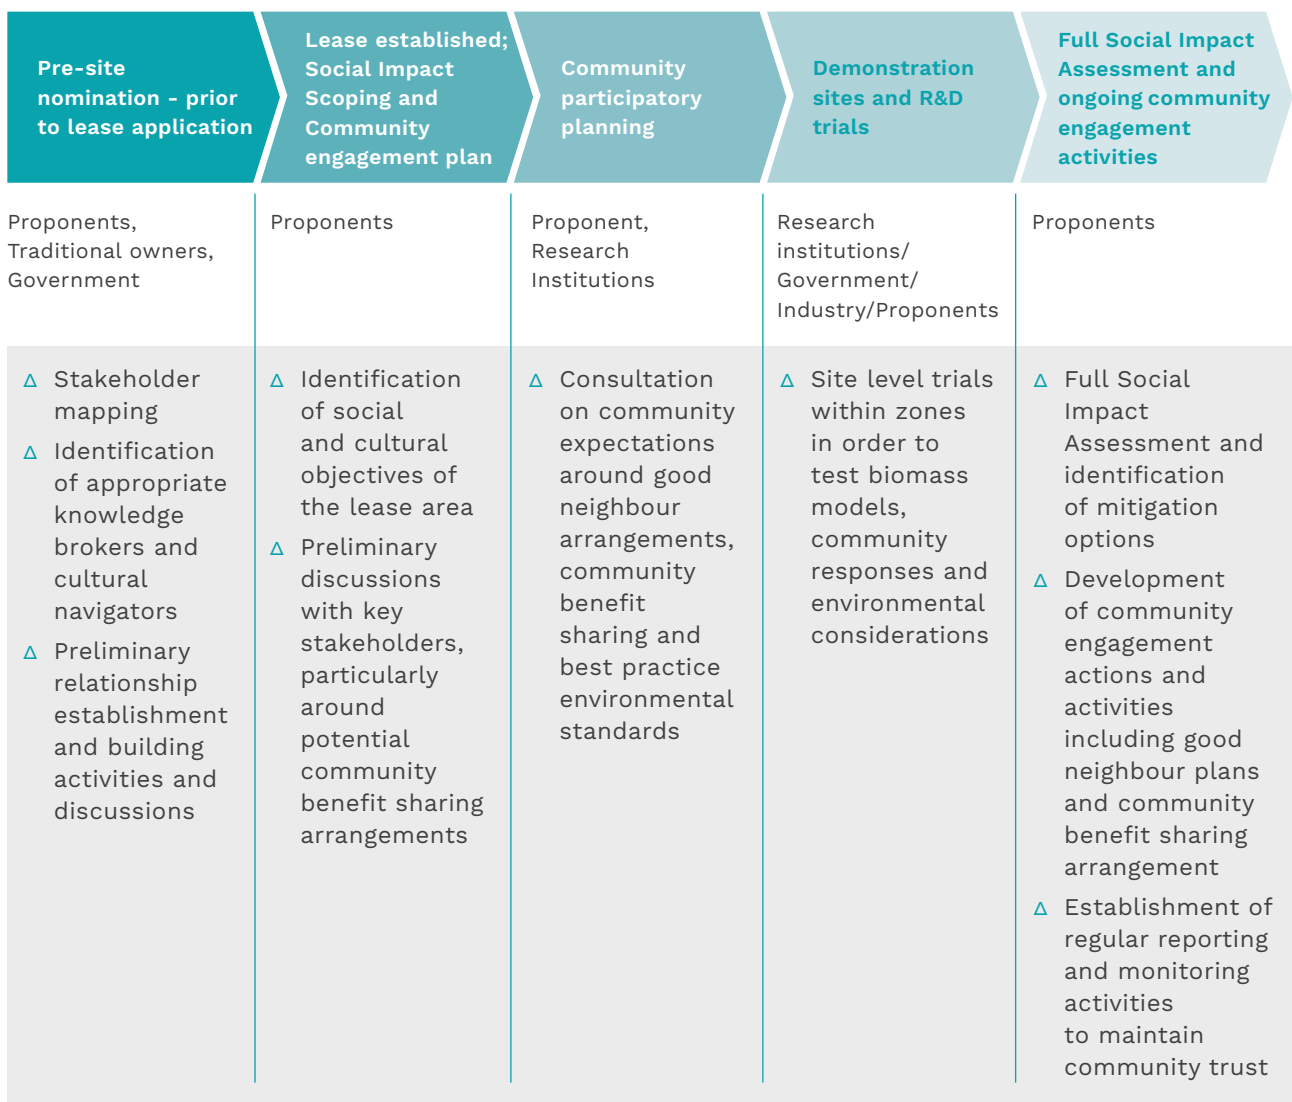 Pre-site
nomination - prior
to lease application
Lease established;
Social Impact
Scoping and
Community
engagement plan
Community
participatory
planning
Demonstration
sites and R&D
trials
Full Social Impact
Assessment and
ongoing community
engagement
activities
Proponents,
Traditional owners,
Government
Proponents
Proponent,
Research
Institutions
Research
institutions/
Government/
Industry/Proponents
Proponents
∆ Stakeholder
mapping
∆ Identification
of appropriate
knowledge
brokers and
cultural
navigators
∆ Preliminary
relationship
establishment
and building
activities and
discussions
∆ Identification
of social
and cultural
objectives of
the lease area
∆ Preliminary
discussions
with key
stakeholders,
particularly
around
potential
community
benefit sharing
arrangements
∆ Consultation
on community
expectations
around good
neighbour
arrangements,
community
benefit
sharing and
best practice
environmental
standards
∆ Site level trials
within zones
in order to
test biomass
models,
community
responses and
environmental
considerations
∆ Full Social
Impact
Assessment and
identification
of mitigation
options
∆ Development
of community
engagement
actions and
activities
including good
neighbour plans
and community
benefit sharing
arrangement
∆ Establishment of
regular reporting
and monitoring
activities
to maintain
community trust